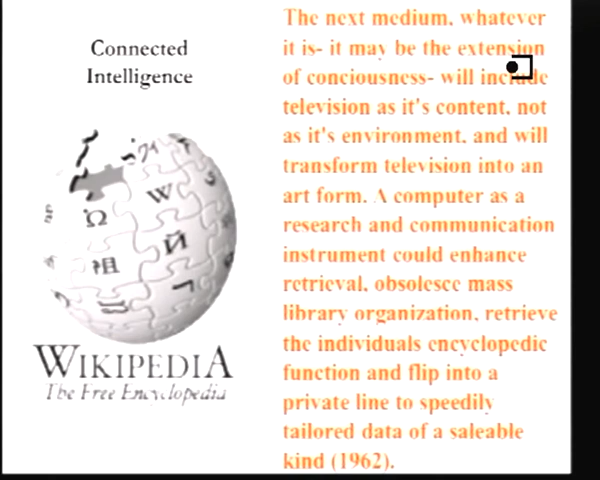 Connected
Intelligence
WIKIPEDIA
The Free Encyclopedia
The next medium, whatever
it is- it may be the extension
of conciousness- will include
television as it's content, not
as it's environment, and will
transform television into an
art form. A computer as a
research and communication
instrument could enhance
retrieval, obsolesce mass
library organization, retrieve
the individuals encyclopedic
function and flip into a
private line to speedily
tailored data of a saleable
kind (1962).